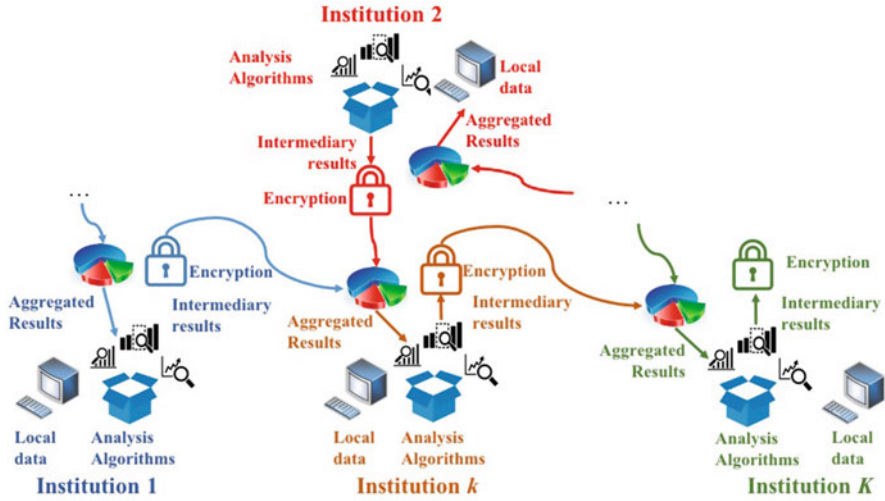 Institution 2
Analysis
Algorithms
Local
data
Aggregated
Results
Intermediary
results
Encryption
...
...
Encryption
Intermediary
results
Aggregated
Results
Local
data
Analysis
Algorithms
Institution 1
Encryption
Intermediary
results
Aggregated
Results
Local
data
Analysis
Algorithms
Institution k
Encryption
Intermediary
results
Aggregated
Results
Analysis
Algorithms
Local
data
Institution K